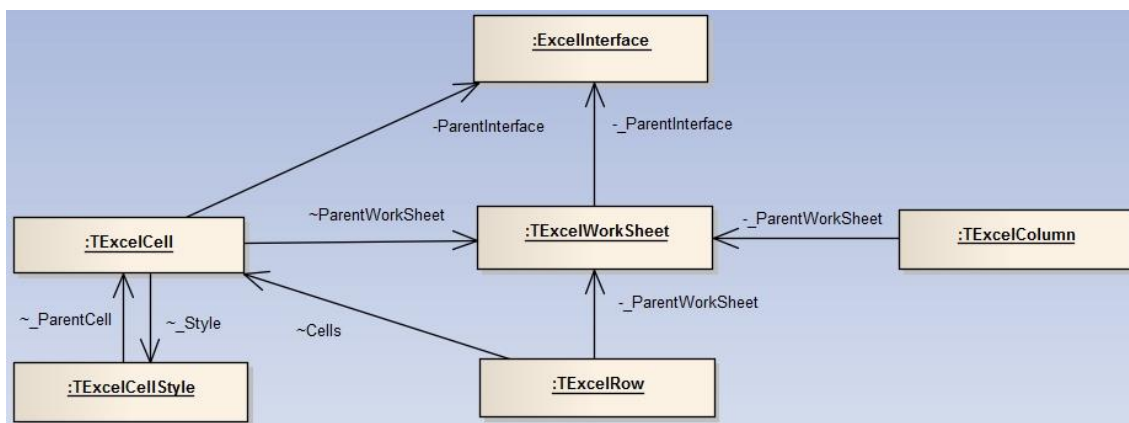 :ExcelInterface
-ParentInterface
-_ParentInterface
:TExcelCell
~ParentWorkSheet
:TExcelWorkSheet
-_ParentWorkSheet
:TExcelColumn
~_ParentCell
~_Style
~Cells
-_ParentWorkSheet
:TExcelCellStyle
:TExcelRow